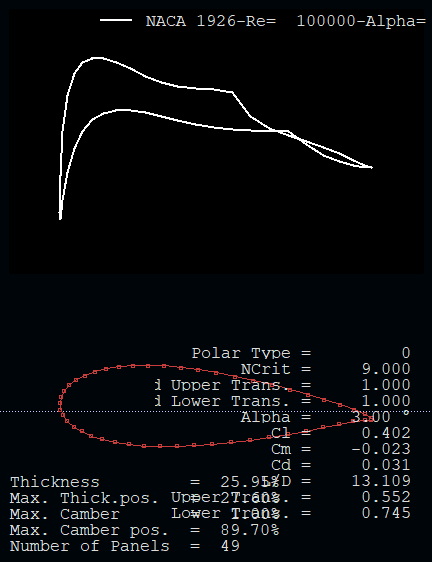 NACA 1926-Re=  100000-Alpha=
Polar Type =         0
NCrit =     9.000
d Upper Trans. =     1.000
d Lower Trans. =     1.000
Alpha =     3.00 °
Cl =     0.402
Cm =    -0.023
Cd =     0.031
Thickness         =  25.95%
L/D =    13.109
Max. Thick.pos.   =  27.60%
Upper Trans. =     0.552
Max. Camber       =  1.60%
Lower Trans. =     0.745
Max. Camber pos.  =  89.70%
Number of Panels  =  49